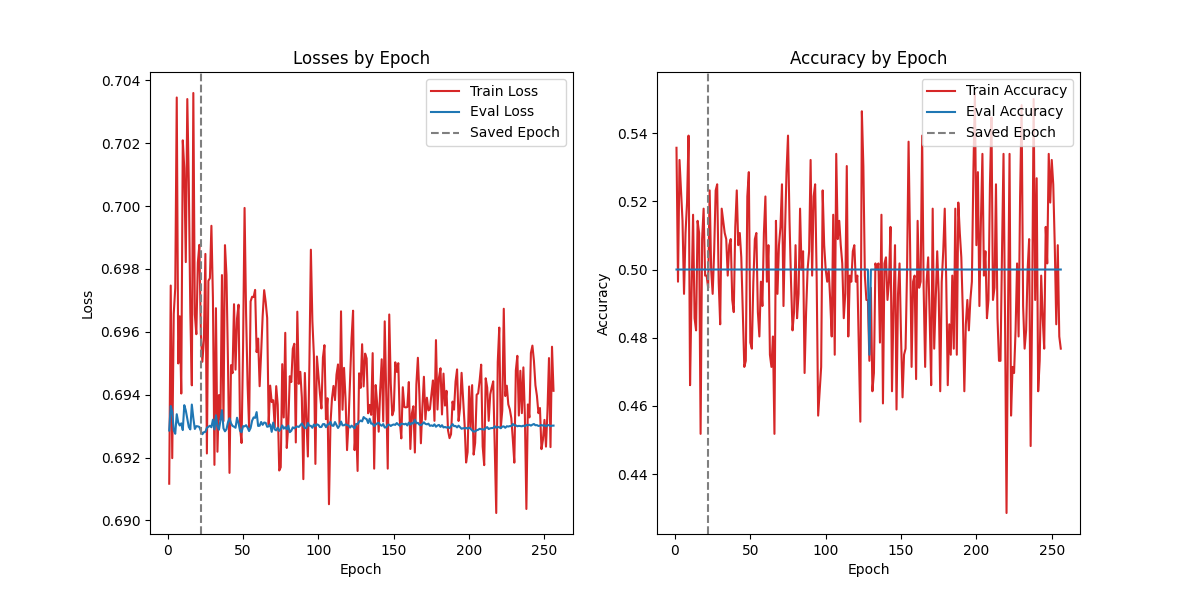 Losses by Epoch
0.704
0.702
0.700
0.698
0.696
0.694
0.692
0.690
Loss
0 50 100 150 200 250
Epoch
Train Loss
Eval Loss
Saved Epoch
Accuracy by Epoch
0.54
0.52
0.50
0.48
0.46
0.44
Accuracy
0 50 100 150 200 250
Epoch
Train Accuracy
Eval Accuracy
Saved Epoch